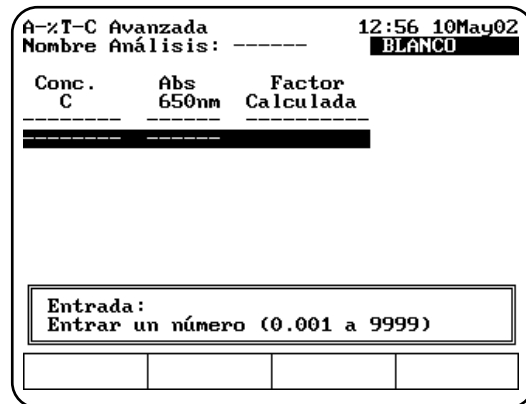 A-%T-C Avanzada 12:56 10May02
Nombre Análisis: ------ BLANCO
Conc. Abs Factor
C 650nm Calculada
-------- ------ ----------
-------- ------
Entrada:
Entrar un número (0.001 a 9999)